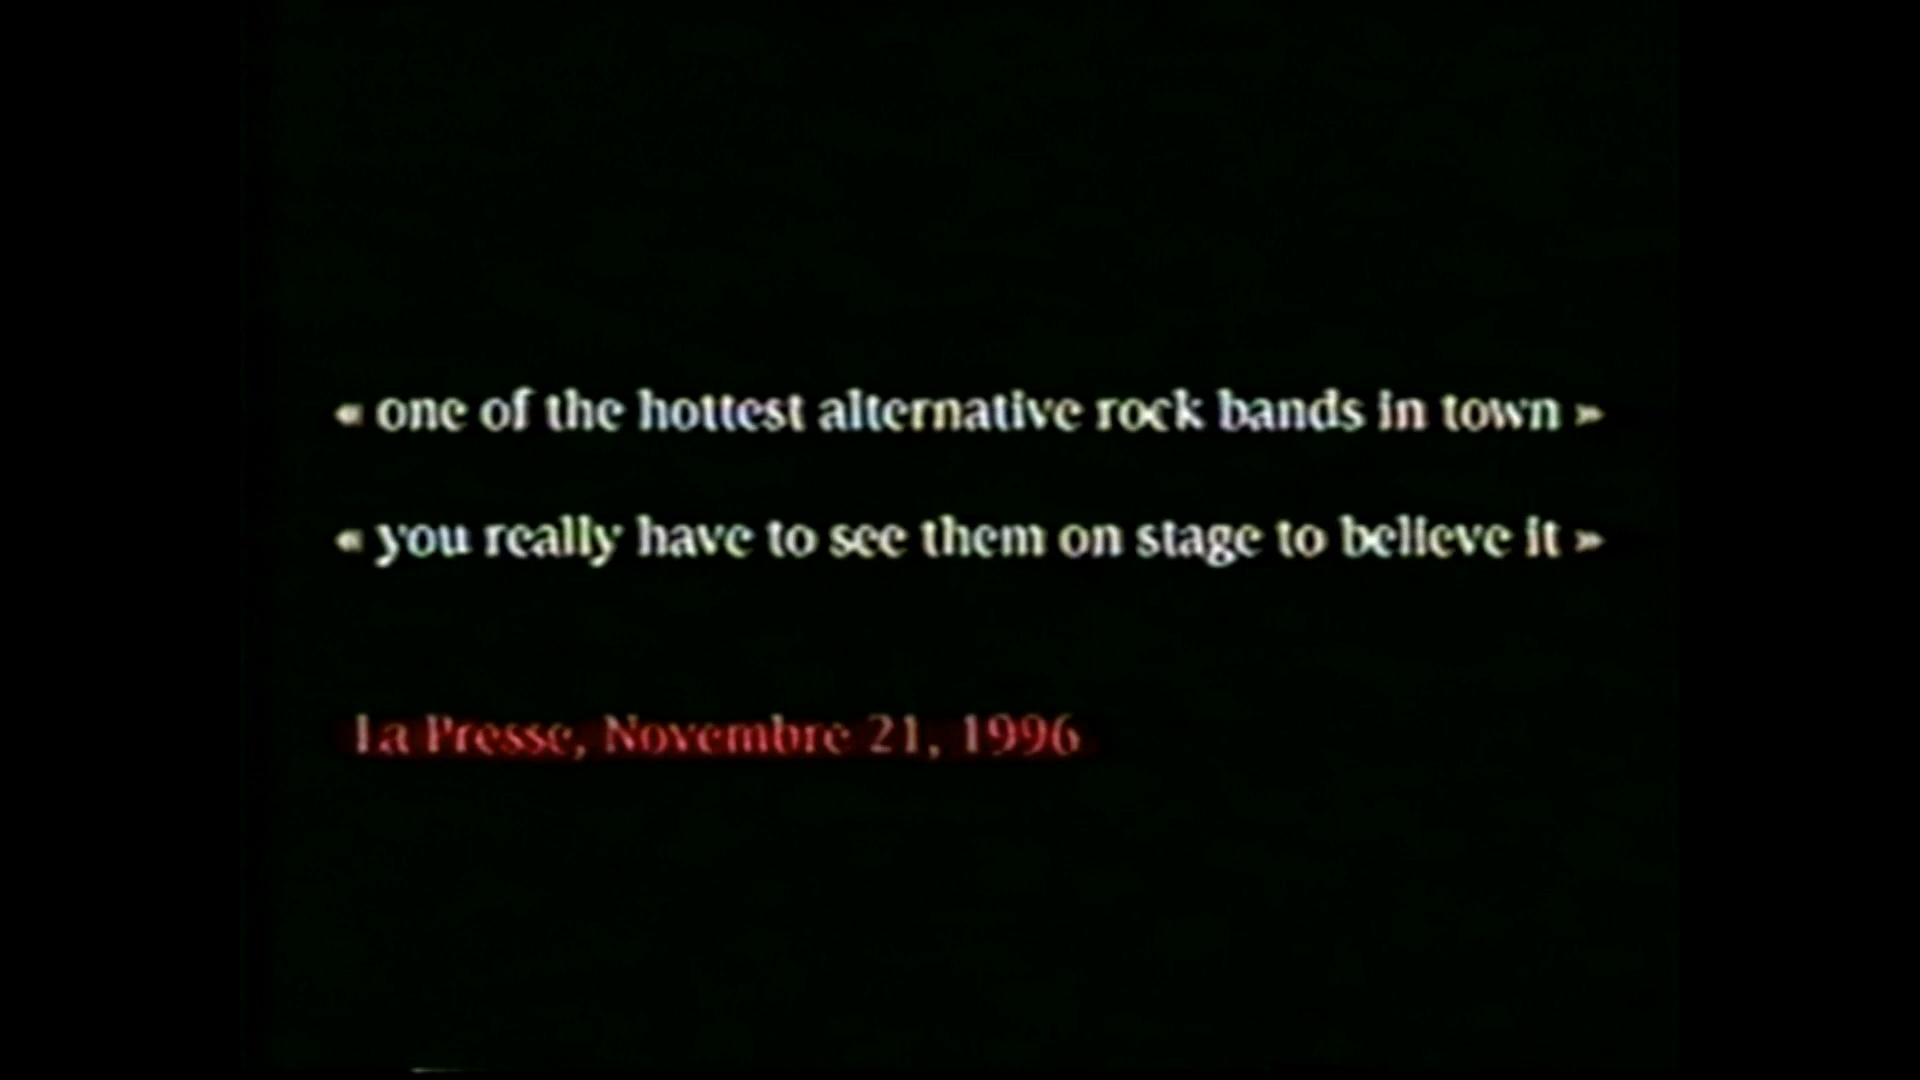 « one of the hottest alternative rock bands in town »
« you really have to see them on stage to believe it »
La Presse, Novembre 21, 1996